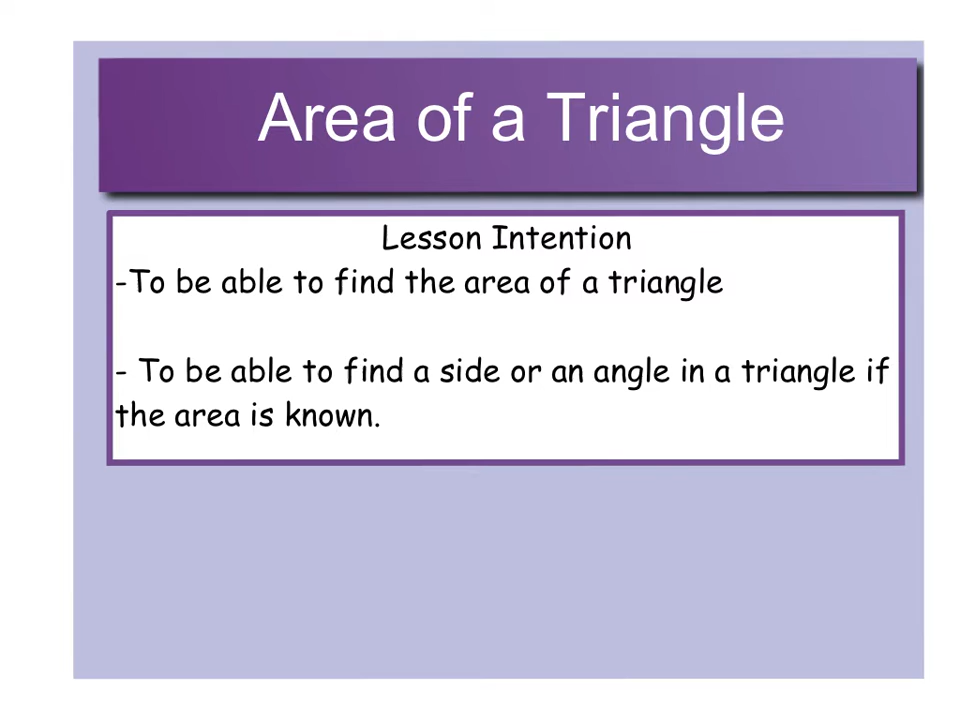 Area of a Triangle
Lesson Intention
-To be able to find the area of a triangle
- To be able to find a side or an angle in a triangle if
the area is known.